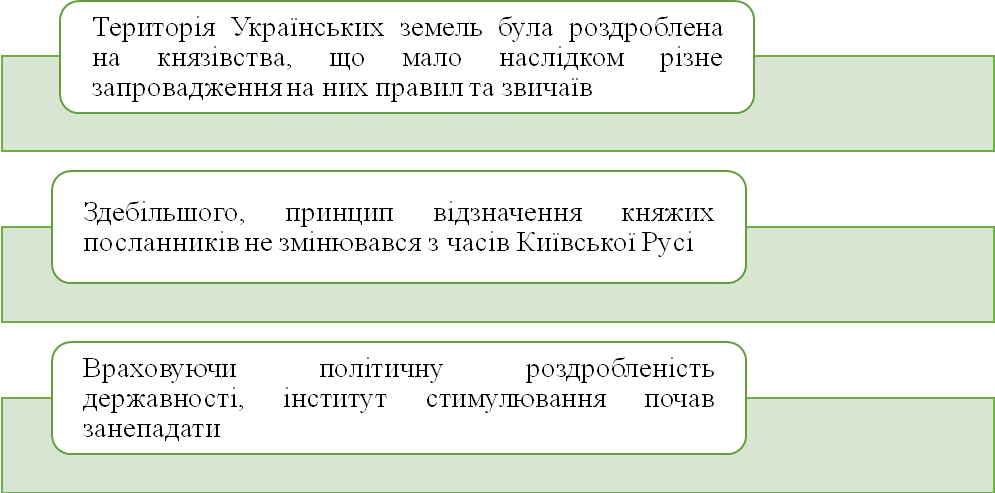 Територія Українських земель була роздроблена
на князівства, що мало наслідком різне
запровадження на них правил та звичаїв
Здебільшого, принцип відзначення княжих
посланників не змінювався з часів Київської Русі
Враховуючи політичну роздробленість
державності, інститут стимулювання почав
занепадати